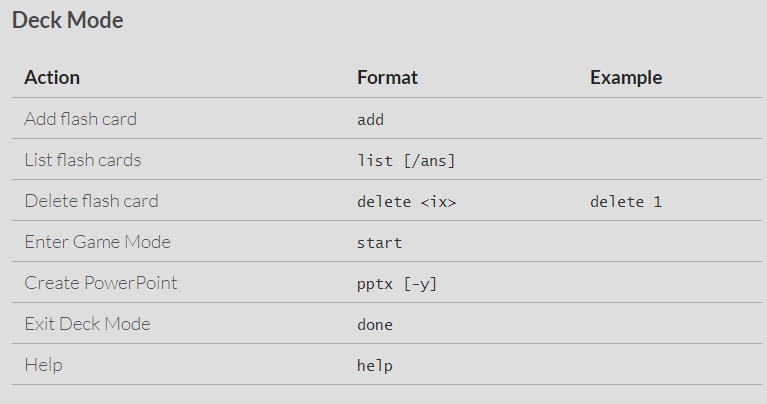 Deck Mode
Action Format Example
Add flash card add
List flash cards list [/ans]
Delete flash card delete <ix> delete 1
Enter Game Mode start
Create PowerPoint pptx [-y]
Exit Deck Mode done
Help help